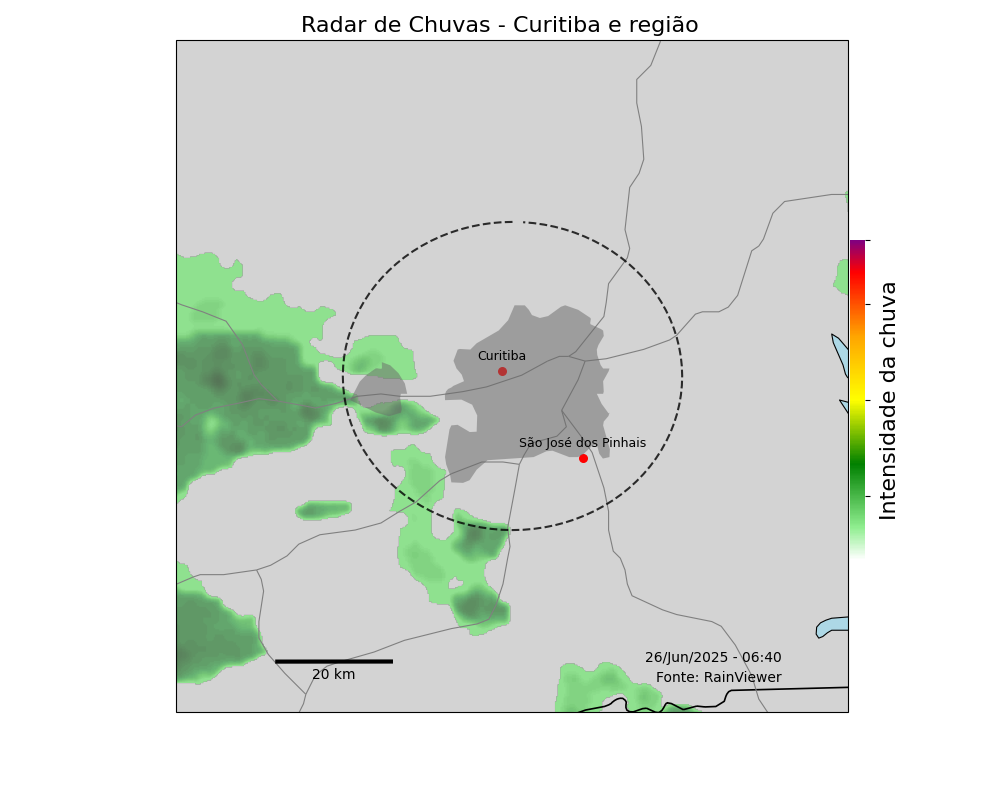 Radar de Chuvas - Curitiba e região
Curitiba
São José dos Pinhais
Intensidade da chuva
20 km
26/Jun/2025 - 06:40
Fonte: RainViewer